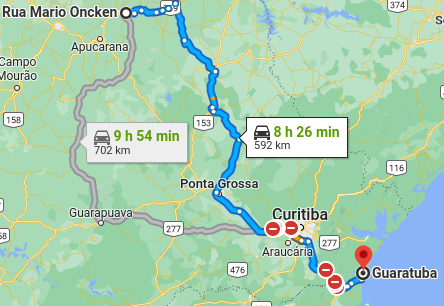 Rua Mario Oncken
374
Apucarana
Campo
Mourão
158
153
9 h 54 min
702 km
8 h 26 min
592 km
116
Ponta Grossa
Guarapuava
277
Curitiba
277
Araucária
476
Guaratuba
116